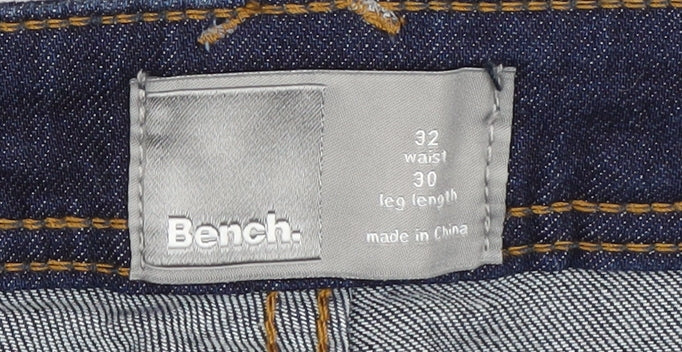 Bench.
32
waist
30
leg length
made in China